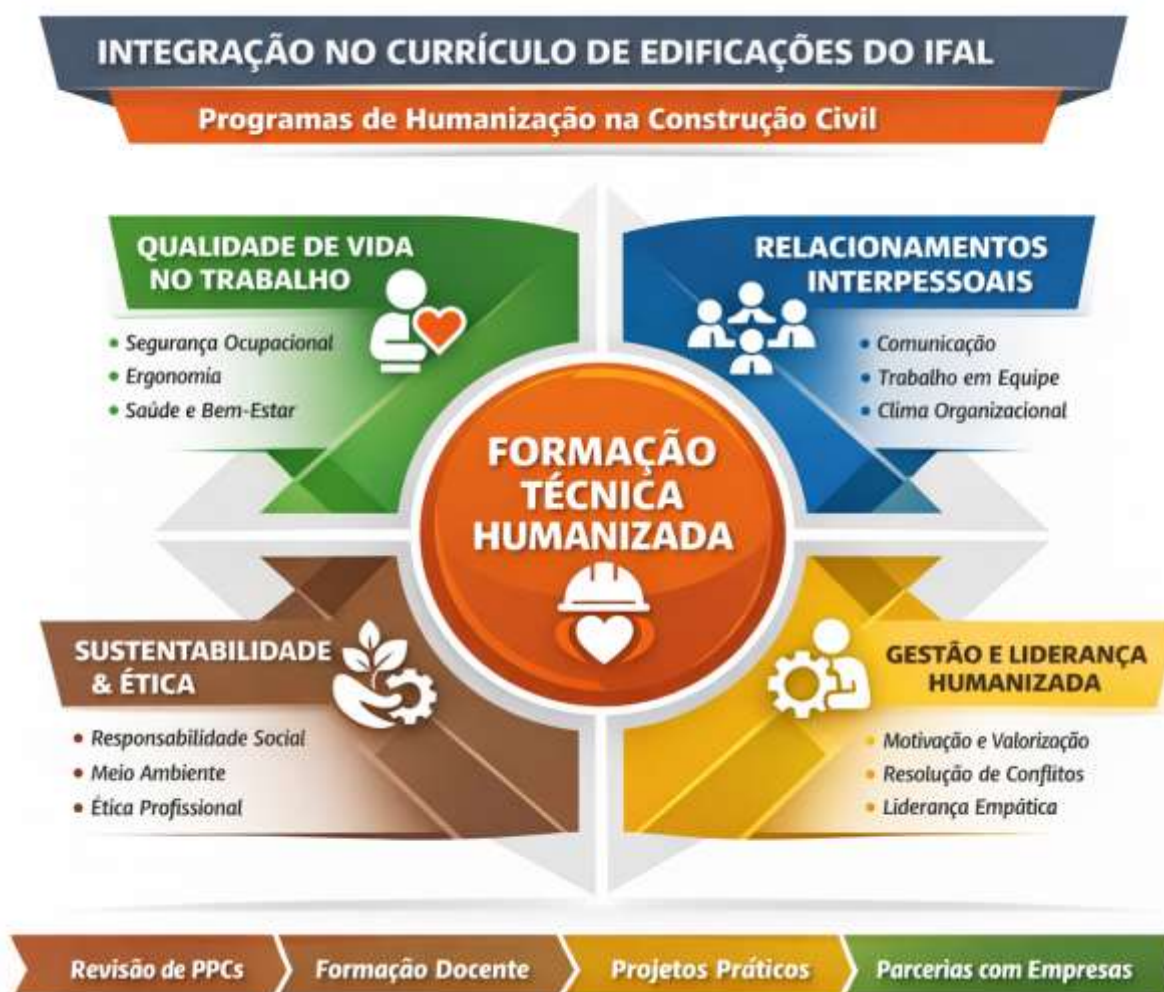 INTEGRAÇÃO NO CURRÍCULO DE EDIFICAÇÕES DO IFAL
Programas de Humanização na Construção Civil
QUALIDADE DE VIDA
NO TRABALHO
• Segurança Ocupacional
• Ergonomia
• Saúde e Bem-Estar
RELACIONAMENTOS
INTERPESSOAIS
• Comunicação
• Trabalho em Equipe
• Clima Organizacional
FORMAÇÃO
TÉCNICA
HUMANIZADA
SUSTENTABILIDADE
& ÉTICA
• Responsabilidade Social
• Meio Ambiente
• Ética Profissional
GESTÃO E LIDERANÇA
HUMANIZADA
• Motivação e Valorização
• Resolução de Conflitos
• Liderança Empática
Revisão de PPCs
Formação Docente
Projetos Práticos
Parcerias com Empresas